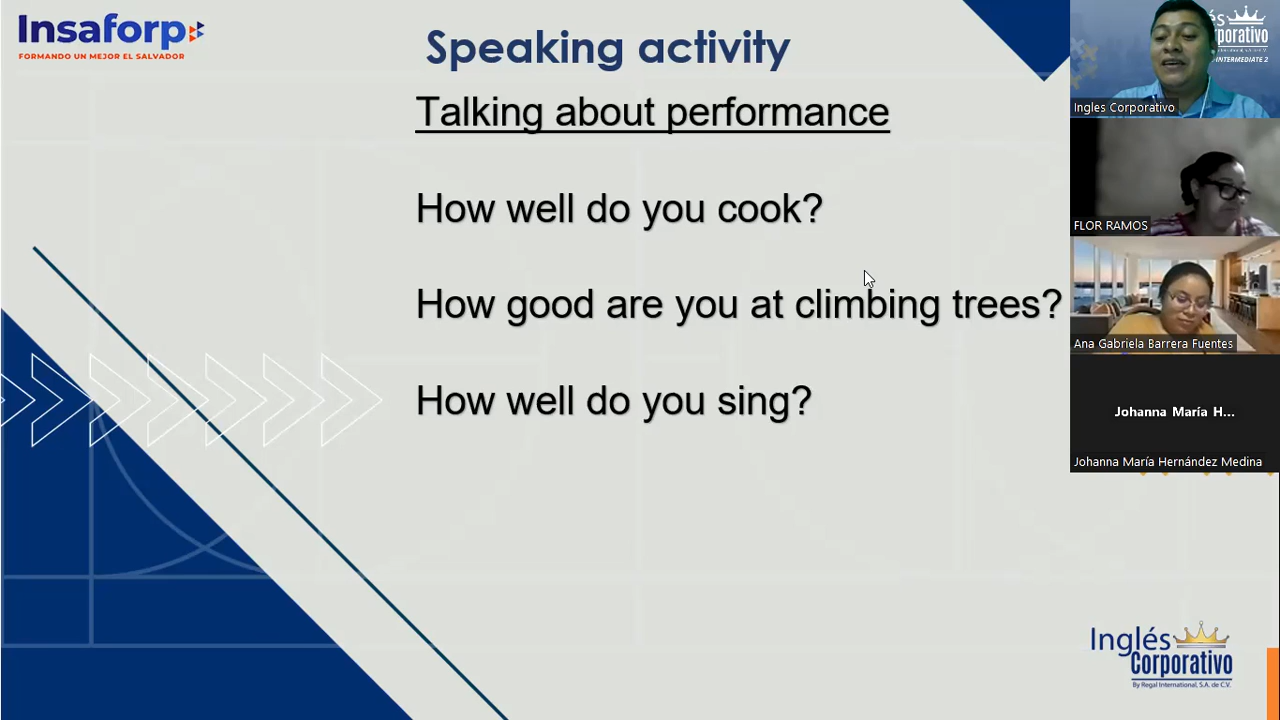 Insaforp
FORMANDO UN MEJOR EL SALVADOR
Speaking activity
Talking about performance
How well do you cook?
How good are you at climbing trees?
How well do you sing?
és
rporativo
INTERMEDIATE 2
Ingles Corporativo
FLOR RAMOS
Ana Gabriela Barrera Fuentes
Johanna María H...
Johanna María Hernández Medina
Inglés
Corporativo
By Regal International, S.A. de C.V.